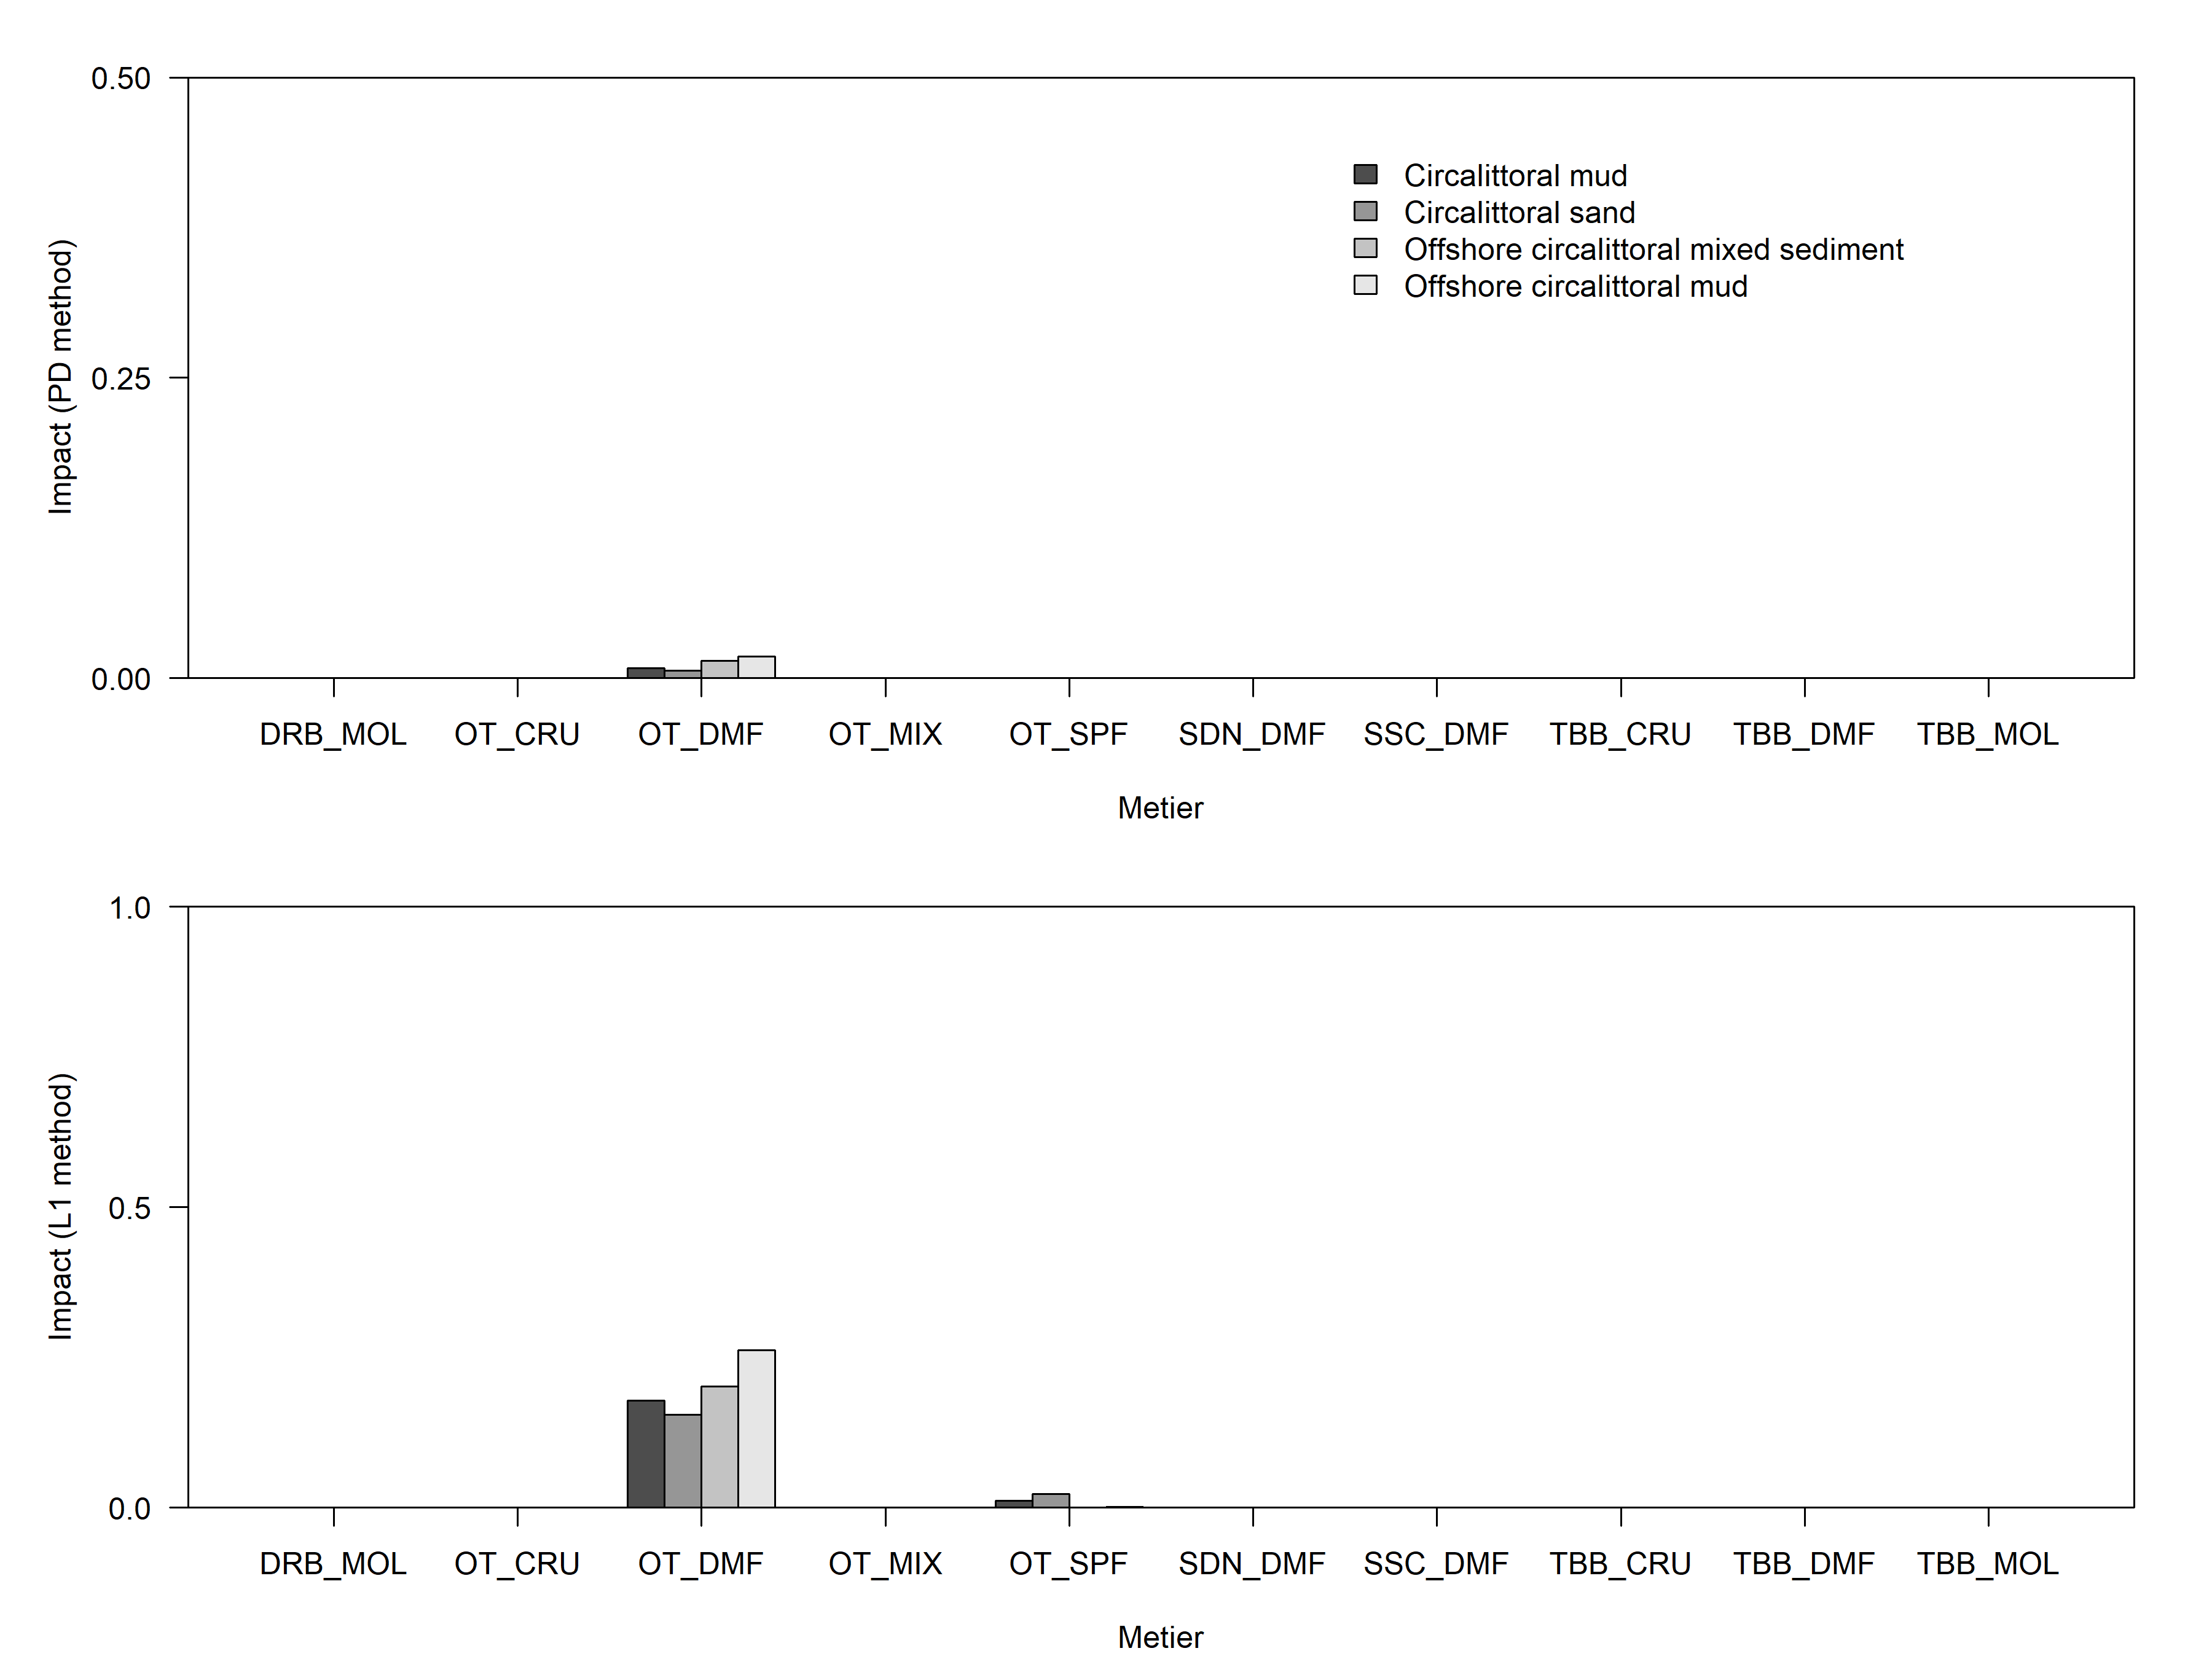 0.50
0.25
0.00
Impact (PD method)
Circalittoral mud
Circalittoral sand
Offshore circalittoral mixed sediment
Offshore circalittoral mud
DRB_MOL OT_CRU OT_DMF OT_MIX OT_SPF SDN_DMF SSC_DMF TBB_CRU TBB_DMF TBB_MOL
Metier
1.0
0.5
0.0
Impact (L1 method)
DRB_MOL OT_CRU OT_DMF OT_MIX OT_SPF SDN_DMF SSC_DMF TBB_CRU TBB_DMF TBB_MOL
Metier